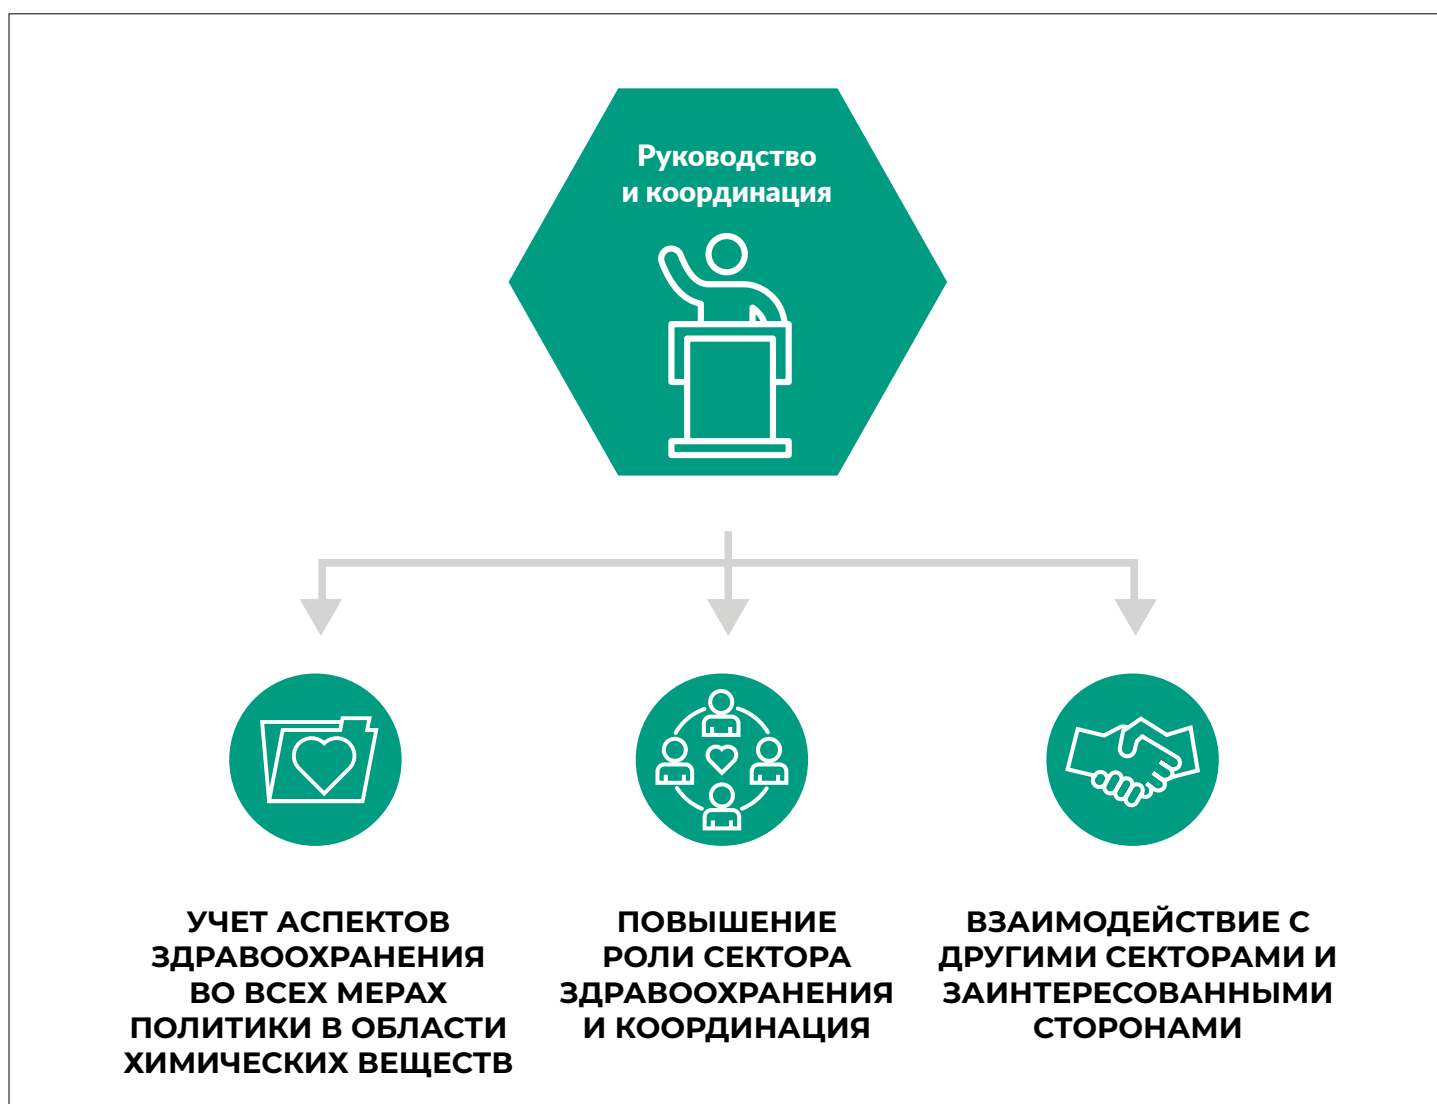 Руководство
и координация
УЧЕТ АСПЕКТОВ
ЗДРАВООХРАНЕНИЯ
ВО ВСЕХ МЕРАХ
ПОЛИТИКИ В ОБЛАСТИ
ХИМИЧЕСКИХ ВЕЩЕСТВ
ПОВЫШЕНИЕ
РОЛИ СЕКТОРА
ЗДРАВООХРАНЕНИЯ
И КООРДИНАЦИЯ
ВЗАИМОДЕЙСТВИЕ С
ДРУГИМИ СЕКТОРАМИ И
ЗАИНТЕРЕСОВАННЫМИ
СТОРОНАМИ